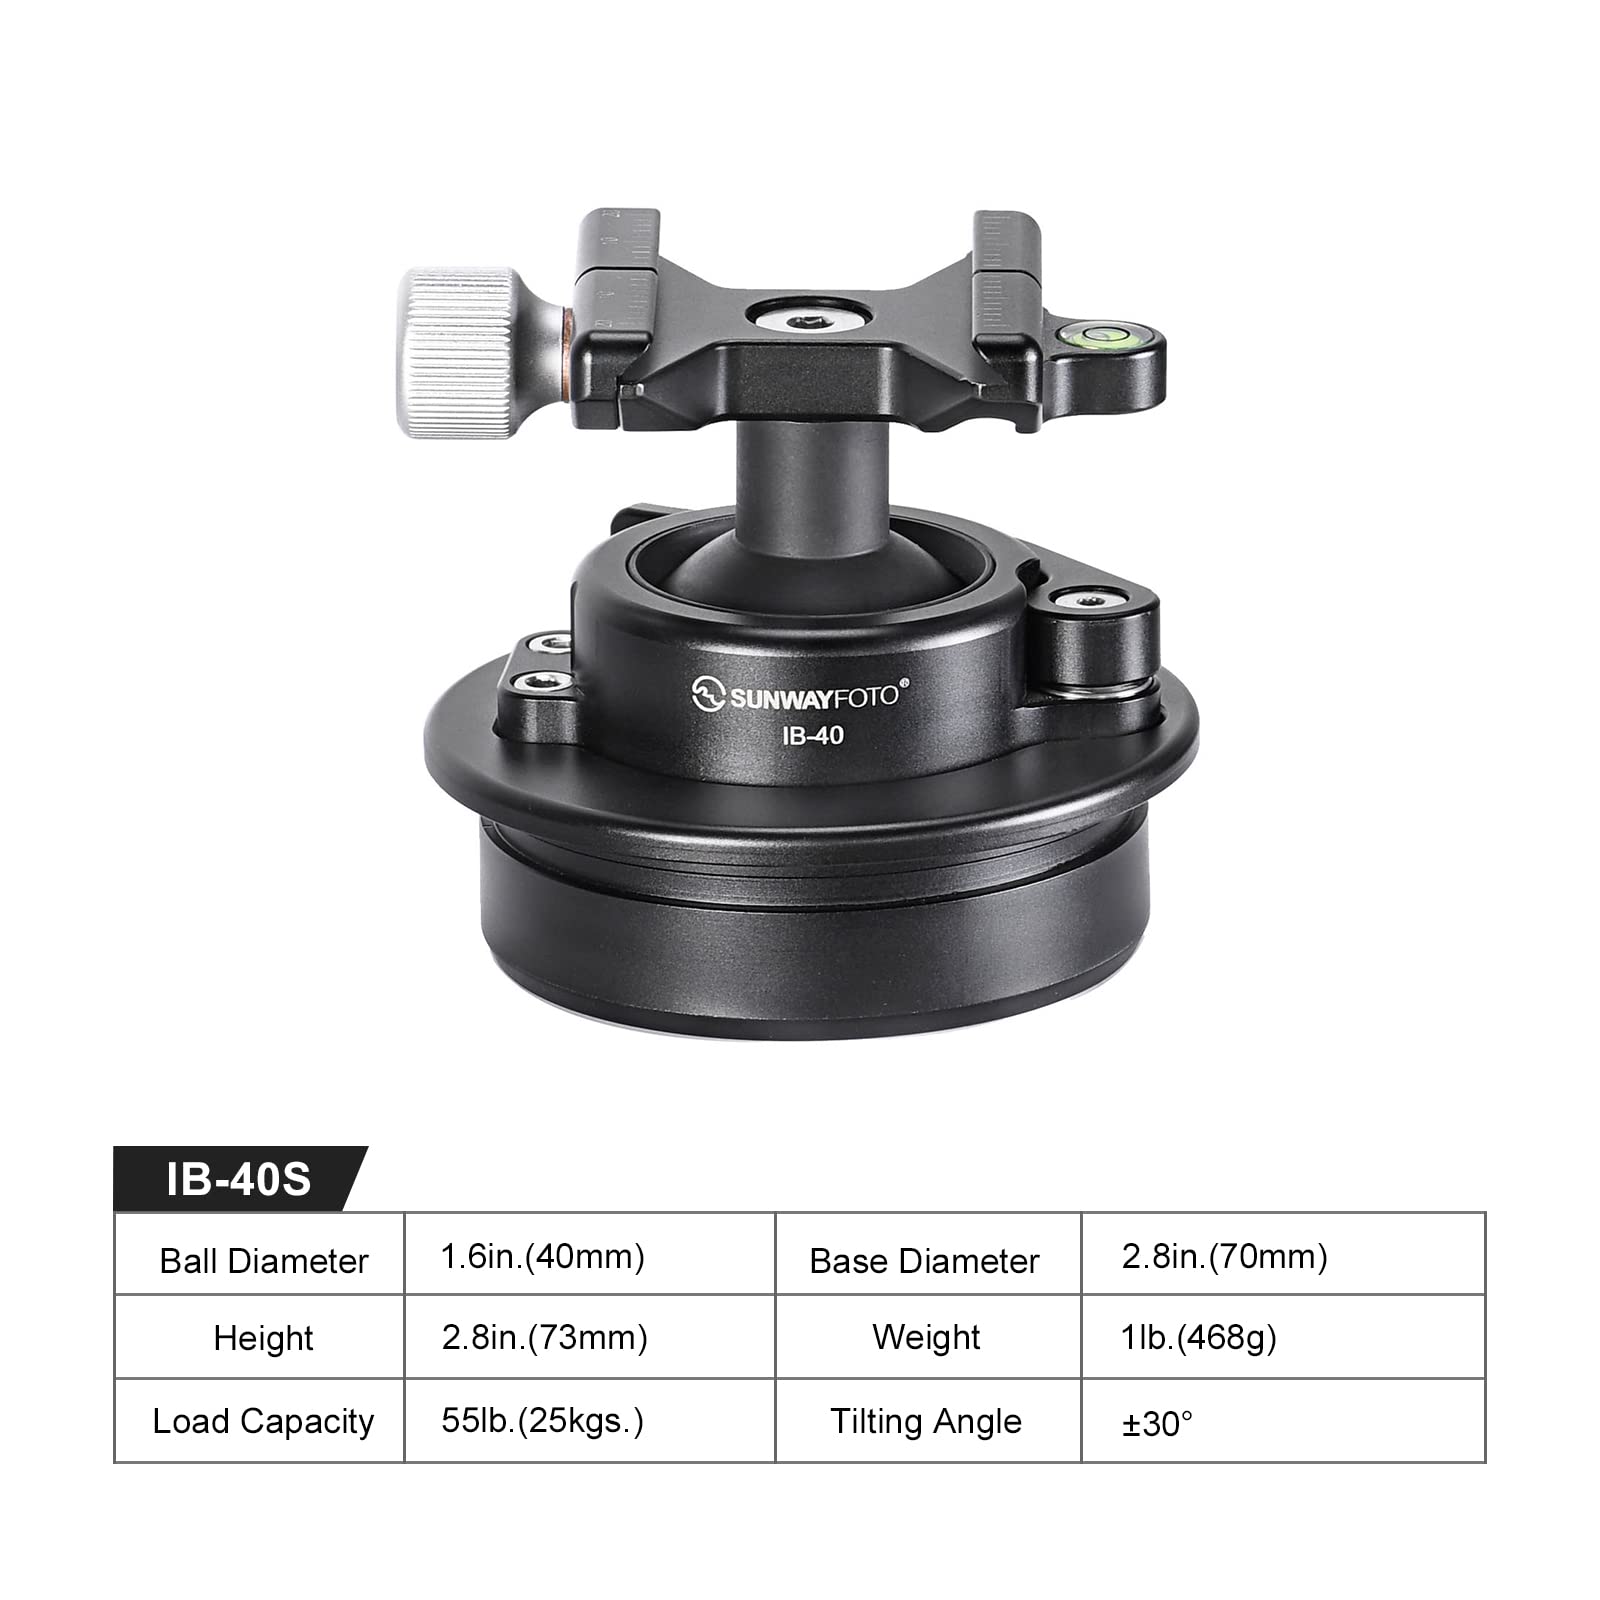 SUNWAYFOTO®
IB-40
IB-40S
Ball Diameter 1.6in.(40mm) Base Diameter 2.8in.(70mm)
Height 2.8in.(73mm) Weight 1lb.(468g)
Load Capacity 55lb.(25kgs.) Tilting Angle ±30°